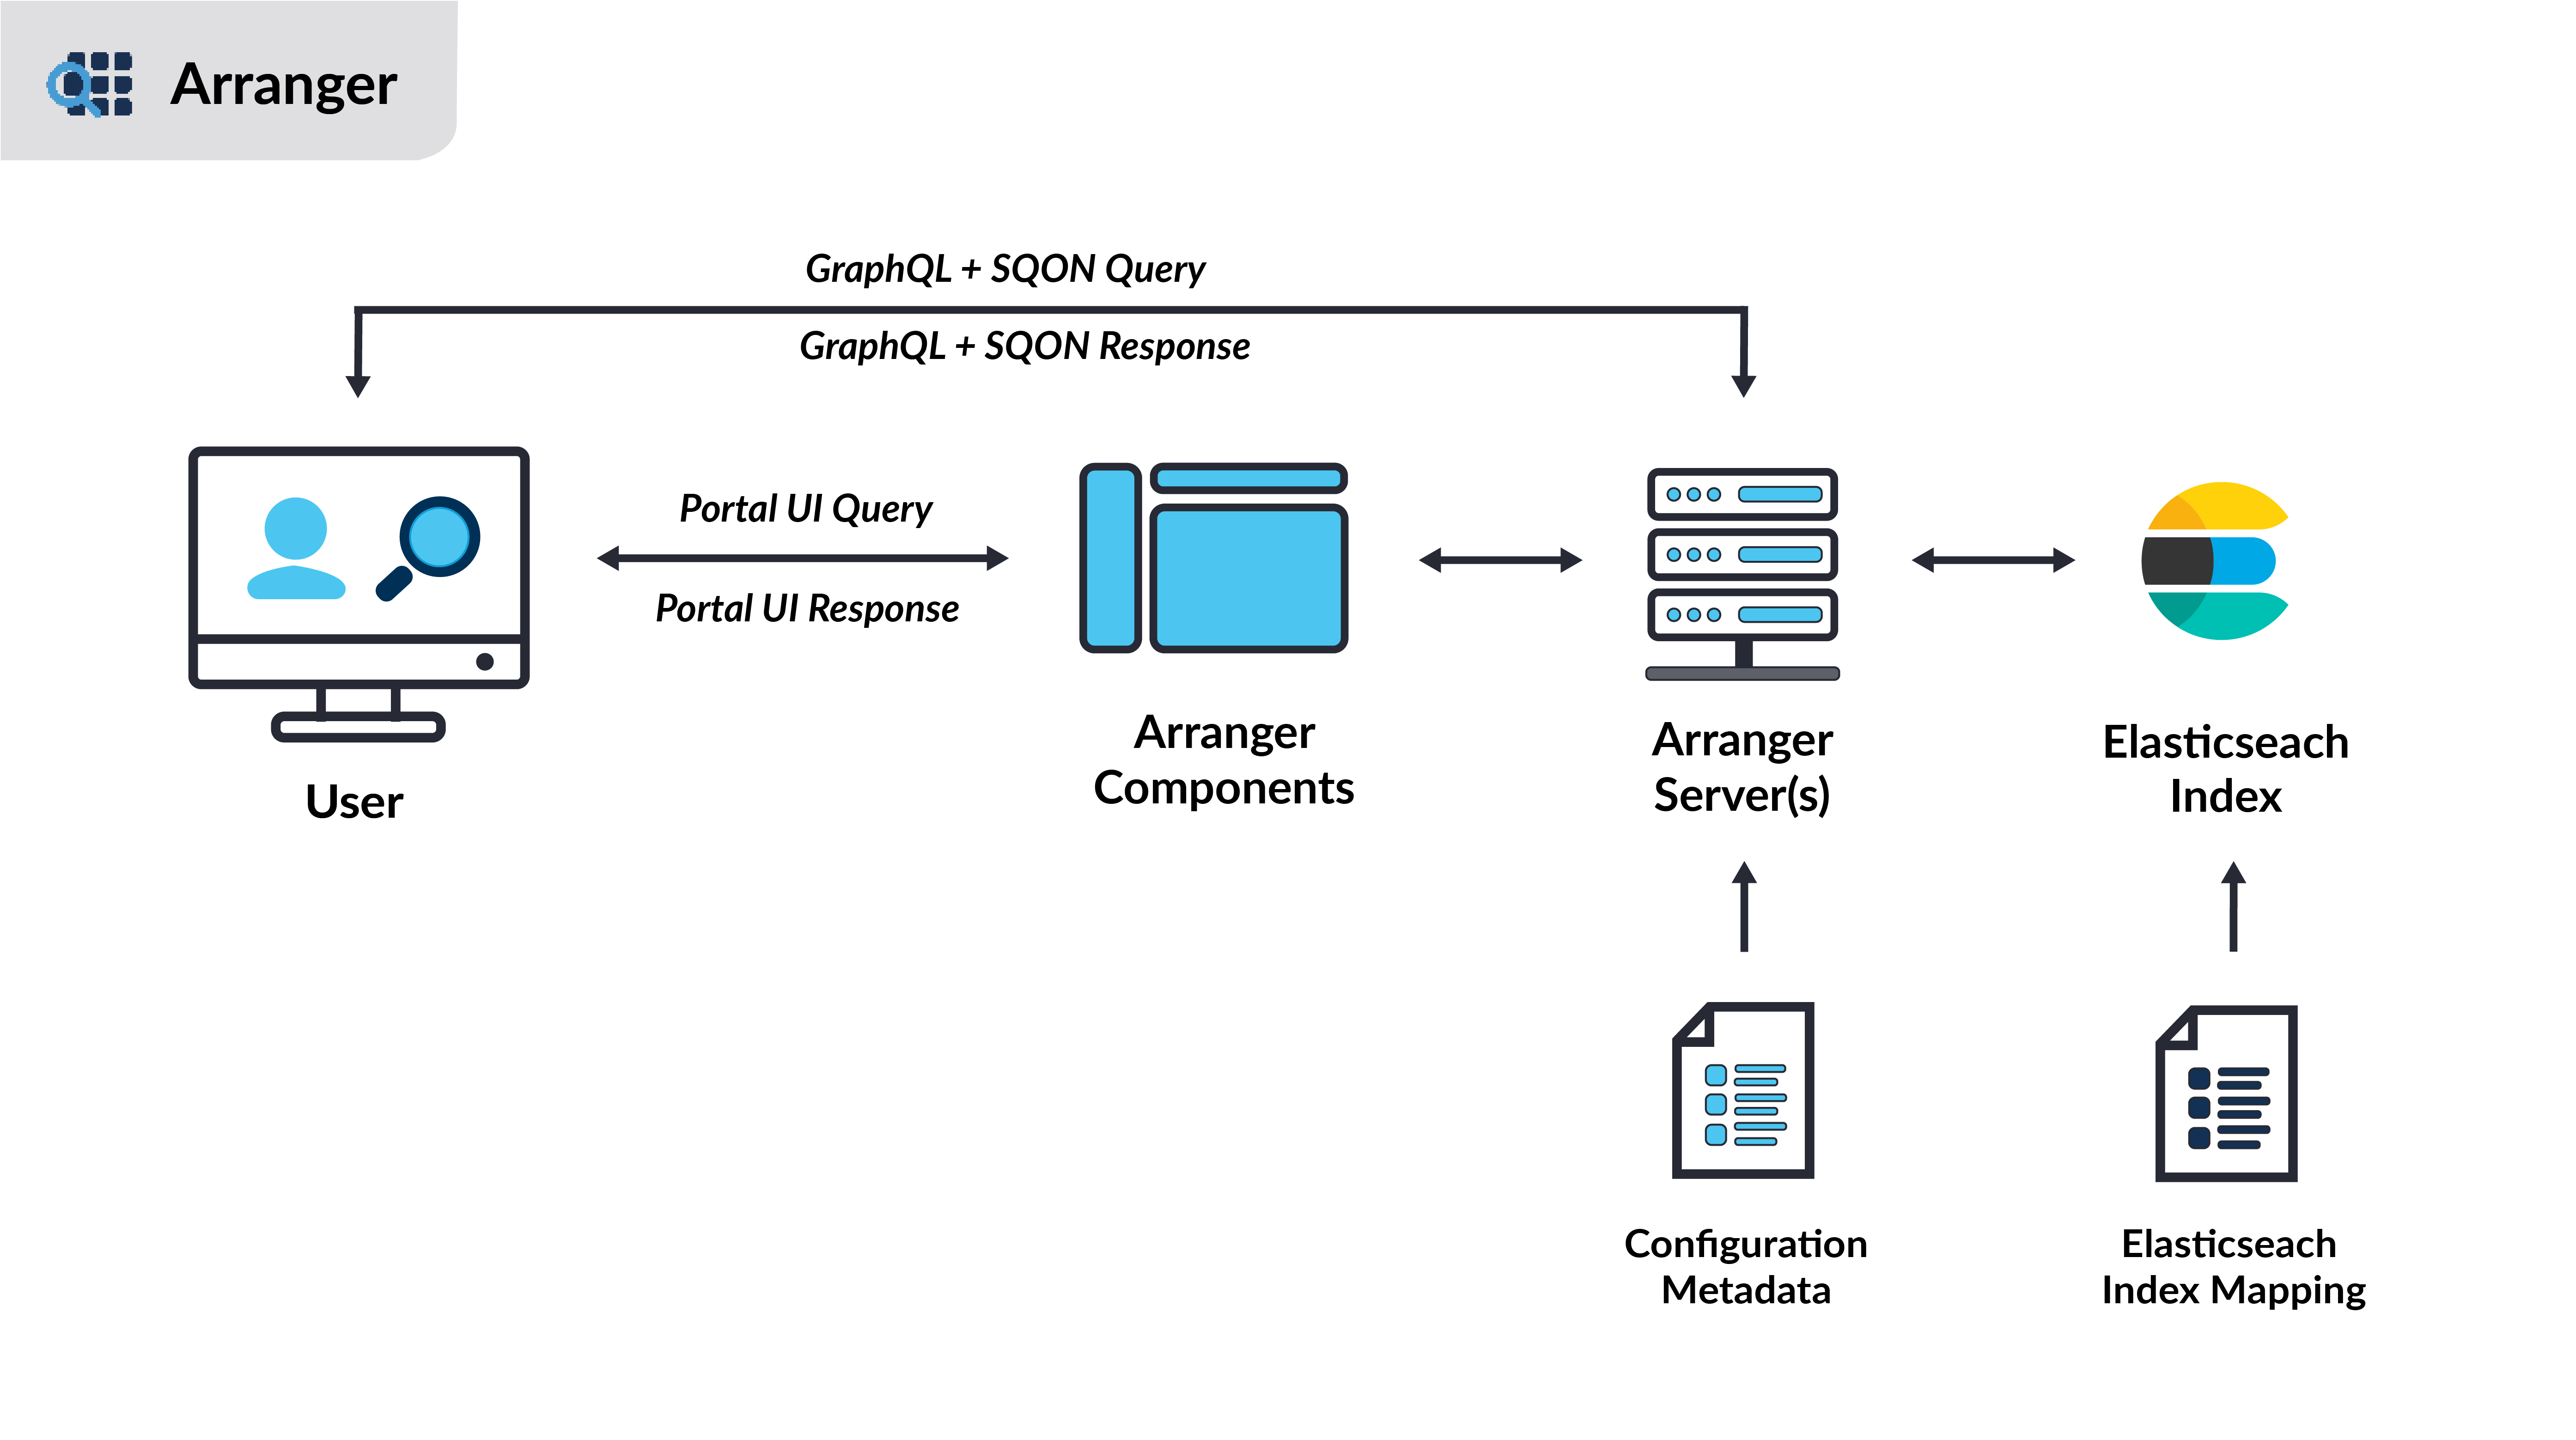 Arranger
GraphQL + SQON Query
GraphQL + SQON Response
Portal UI Query
Portal UI Response
User
Arranger
Components
Arranger
Server(s)
Elasticseach
Index
Configuration
Metadata
Elasticseach
Index Mapping